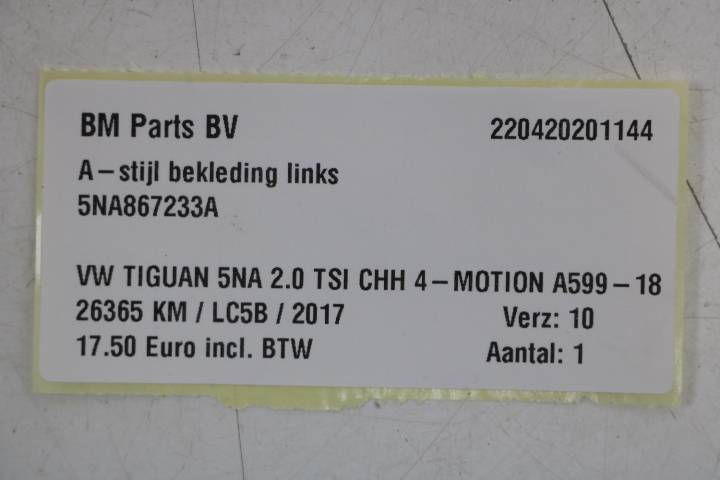 BM Parts BV 220420201144
A-stijl bekleding links
5NA867233A
VW TIGUAN 5NA 2.0 TSI CHH 4-MOTION A599-18
26365 KM / LC5B / 2017 Verz: 10
17.50 Euro incl. BTW Aantal: 1